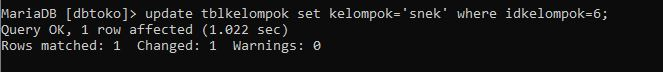 MariaDB [dbtoko]> update tblkelompok set kelompok='snek' where idkelompok=6;
Query OK, 1 row affected (1.022 sec)
Rows matched: 1  Changed: 1  Warnings: 0